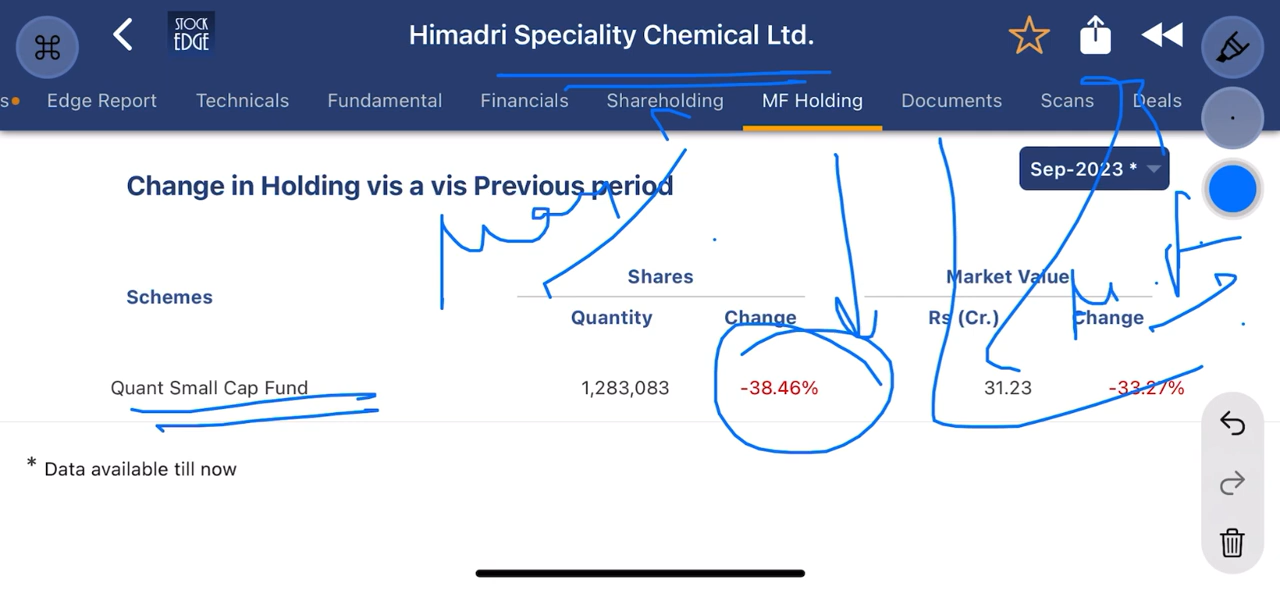 STOCK EDGE
Himadri Speciality Chemical Ltd.
s Edge Report Technicals Fundamental Financials Shareholding MF Holding Documents Scans Deals
Change in Holding vis a vis Previous period
Sep-2023 *
Schemes
Shares
Market Value
Quantity Change Rs (Cr.) Change
Quant Small Cap Fund 1,283,083 -38.46% 31.23 -33.27%
* Data available till now